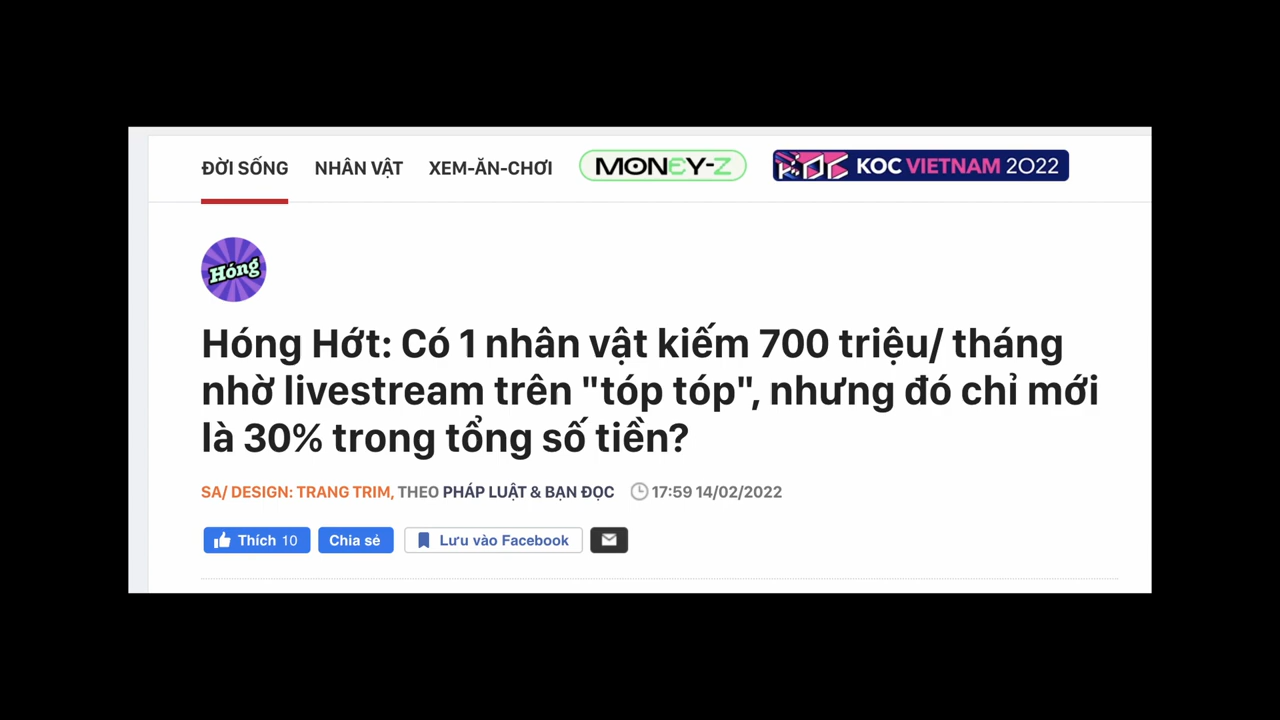 ĐỜI SỐNG NHÂN VẬT XEM-ĂN-CHƠI MONEY-Z KOC KOC VIETNAM 2022
Hóng
Hóng Hớt: Có 1 nhân vật kiếm 700 triệu/ tháng
nhờ livestream trên "tóp tóp", nhưng đó chỉ mới
là 30% trong tổng số tiền?
SA/ DESIGN: TRANG TRIM, THEO PHÁP LUẬT & BẠN ĐỌC 17:59 14/02/2022
Thích 10 Chia sẻ Lưu vào Facebook